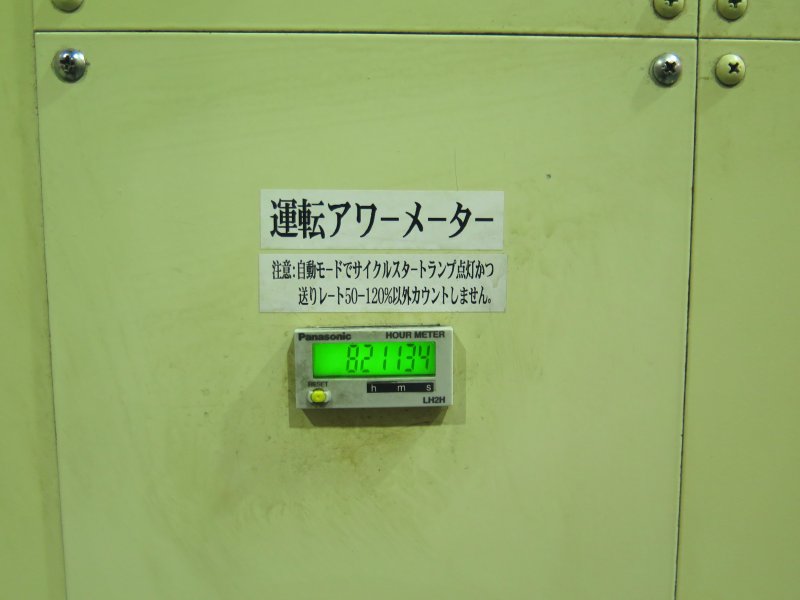 運転アワーメーター
注意:自動モードでサイクルスタートランプ点灯かつ
送りレート50-120%以外カウントしません。
Panasonic HOUR METER
821134
RESET
h m s
LH2H